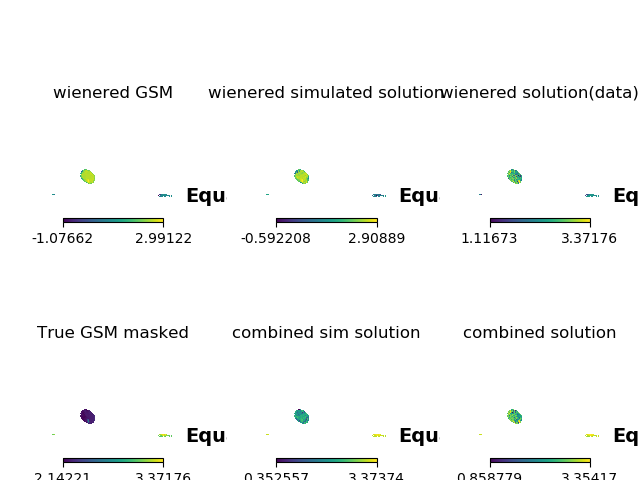 wienered GSM wienered simulated solution wienered solution(data)
Equ Equ Eq
-1.07662 2.99122 -0.592208 2.90889 1.11673 3.37176
True GSM masked combined sim solution combined solution
Equ Equ Eq
2.14221 3.37176 0.352557 3.37374 0.858779 3.35417